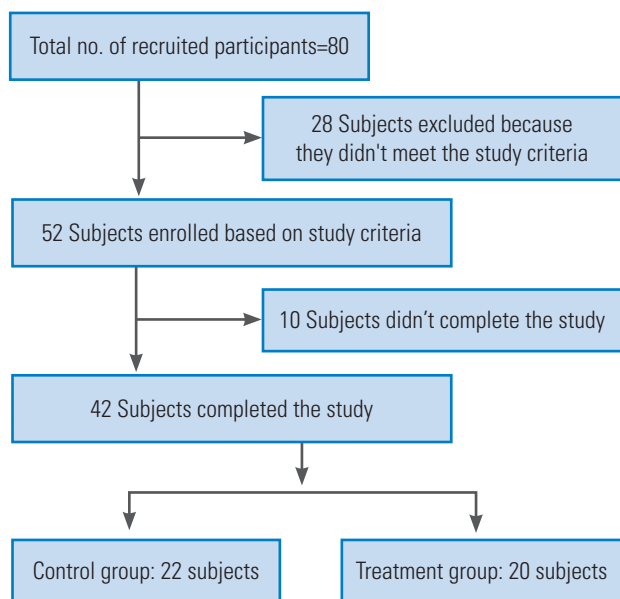 Total no. of recruited participants=80
28 Subjects excluded because
they didn't meet the study criteria
52 Subjects enrolled based on study criteria
10 Subjects didn’t complete the study
42 Subjects completed the study
Control group: 22 subjects
Treatment group: 20 subjects